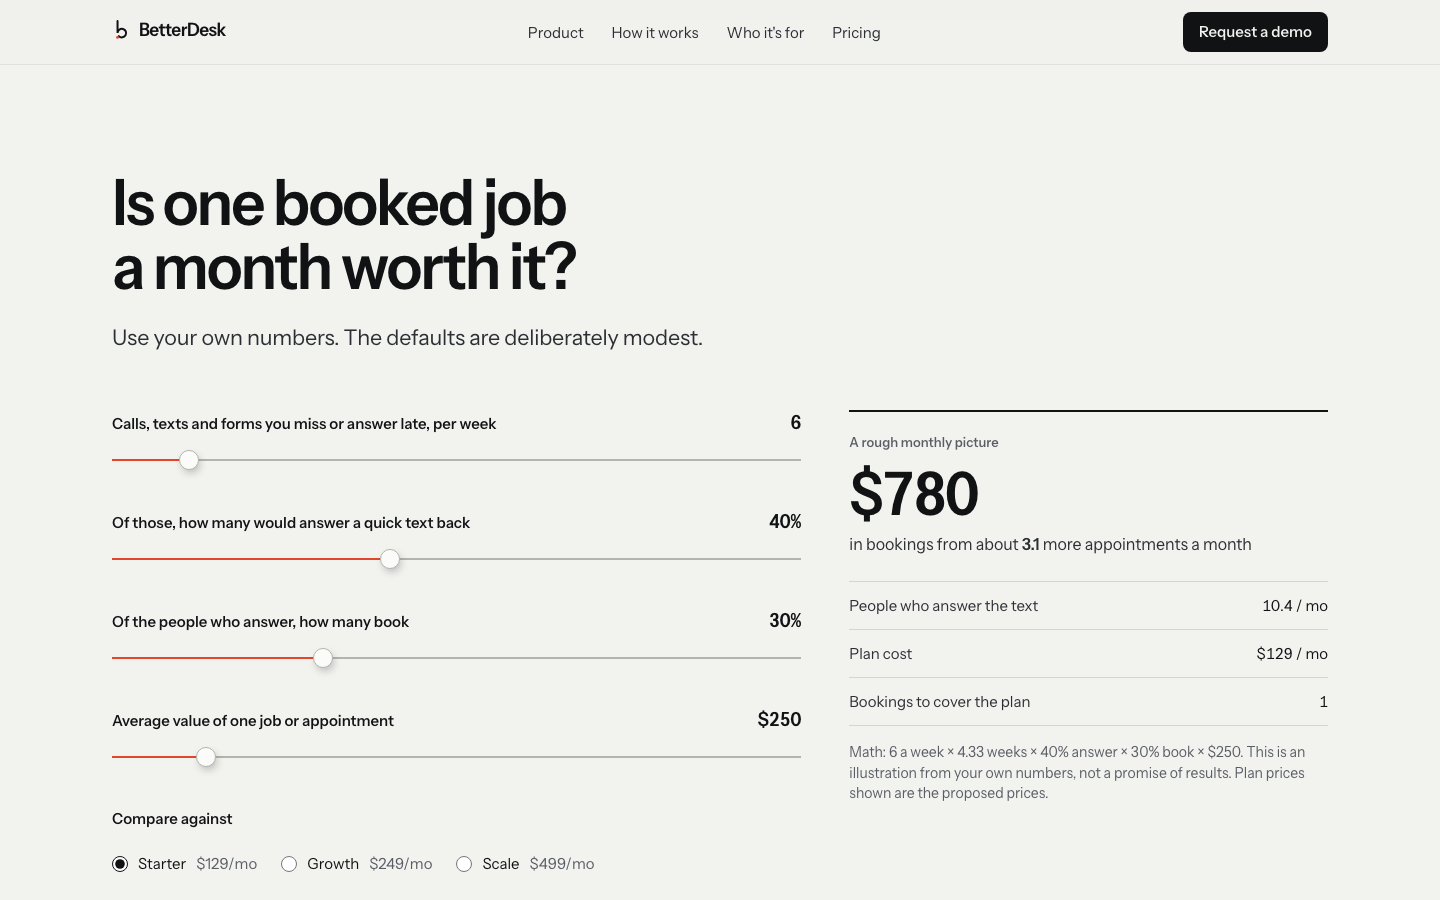 BetterDesk
Product
How it works
Who it's for
Pricing
Request a demo
Is one booked job
a month worth it?
Use your own numbers. The defaults are deliberately modest.
Calls, texts and forms you miss or answer late, per week
6
Of those, how many would answer a quick text back
40%
Of the people who answer, how many book
30%
Average value of one job or appointment
$250
Compare against
Starter $129/mo
Growth $249/mo
Scale $499/mo
A rough monthly picture
$780
in bookings from about 3.1 more appointments a month
People who answer the text
10.4 / mo
Plan cost
$129 / mo
Bookings to cover the plan
1
Math: 6 a week × 4.33 weeks × 40% answer × 30% book × $250. This is an
illustration from your own numbers, not a promise of results. Plan prices
shown are the proposed prices.